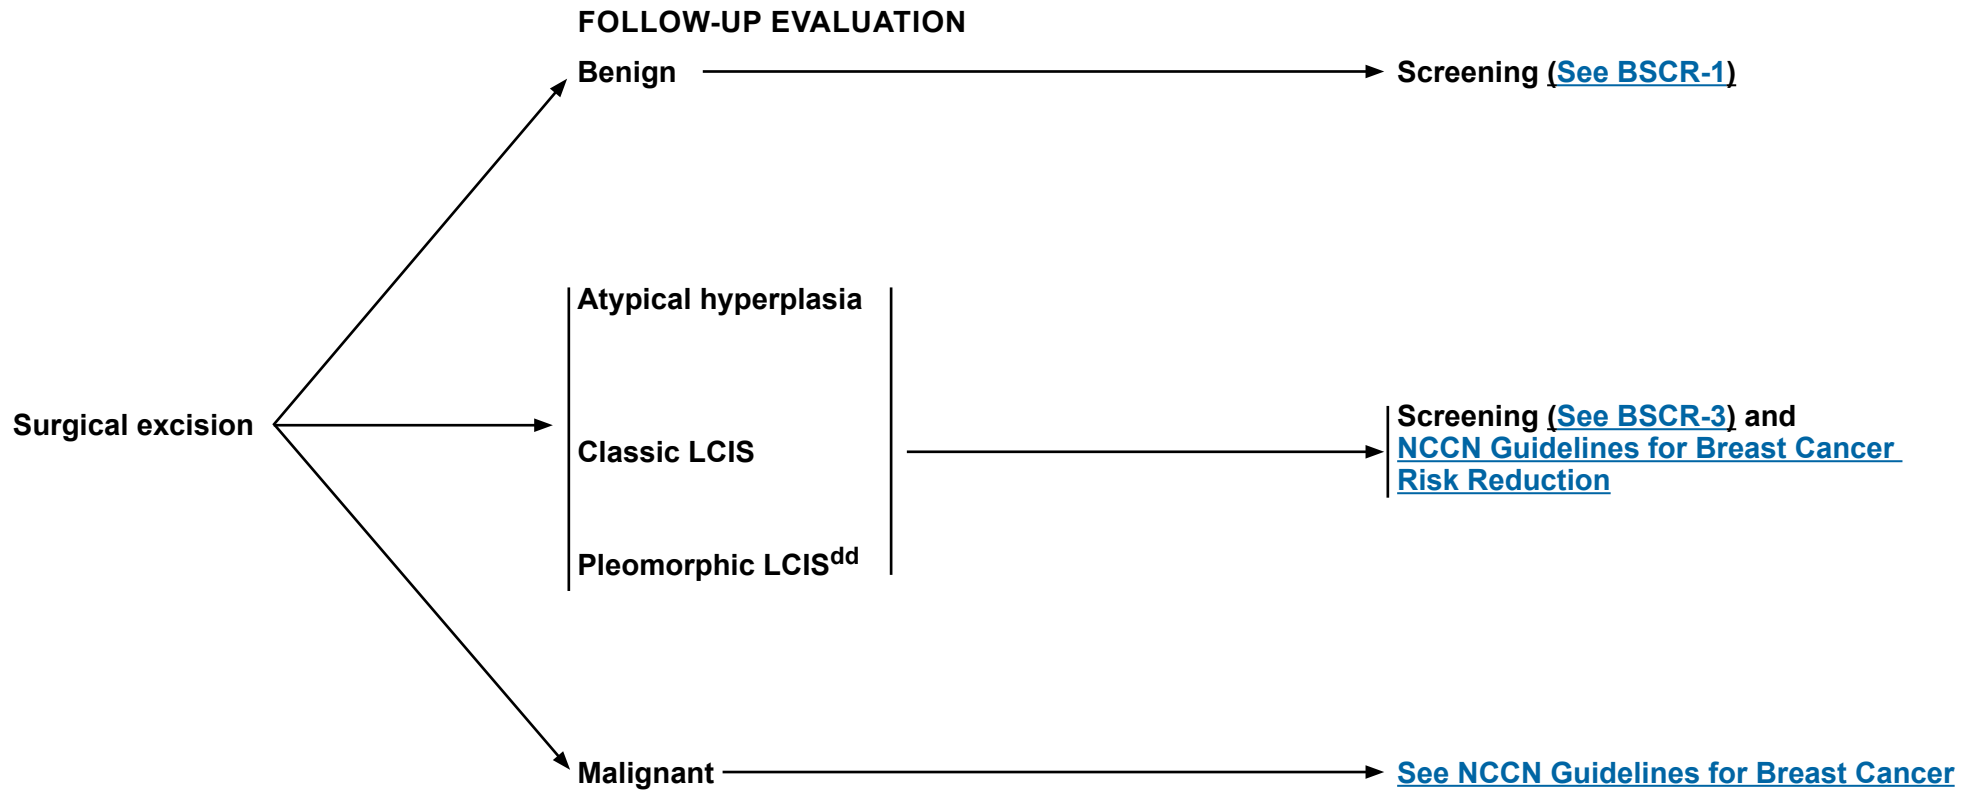 FOLLOW-UP EVALUATION
Benign
Screening (See BSCR-1)
Atypical hyperplasia
Surgical excision
Classic LCIS
Pleomorphic LCISdd
Screening (See BSCR-3) and
NCCN Guidelines for Breast Cancer
Risk Reduction
Malignant
See NCCN Guidelines for Breast Cancer